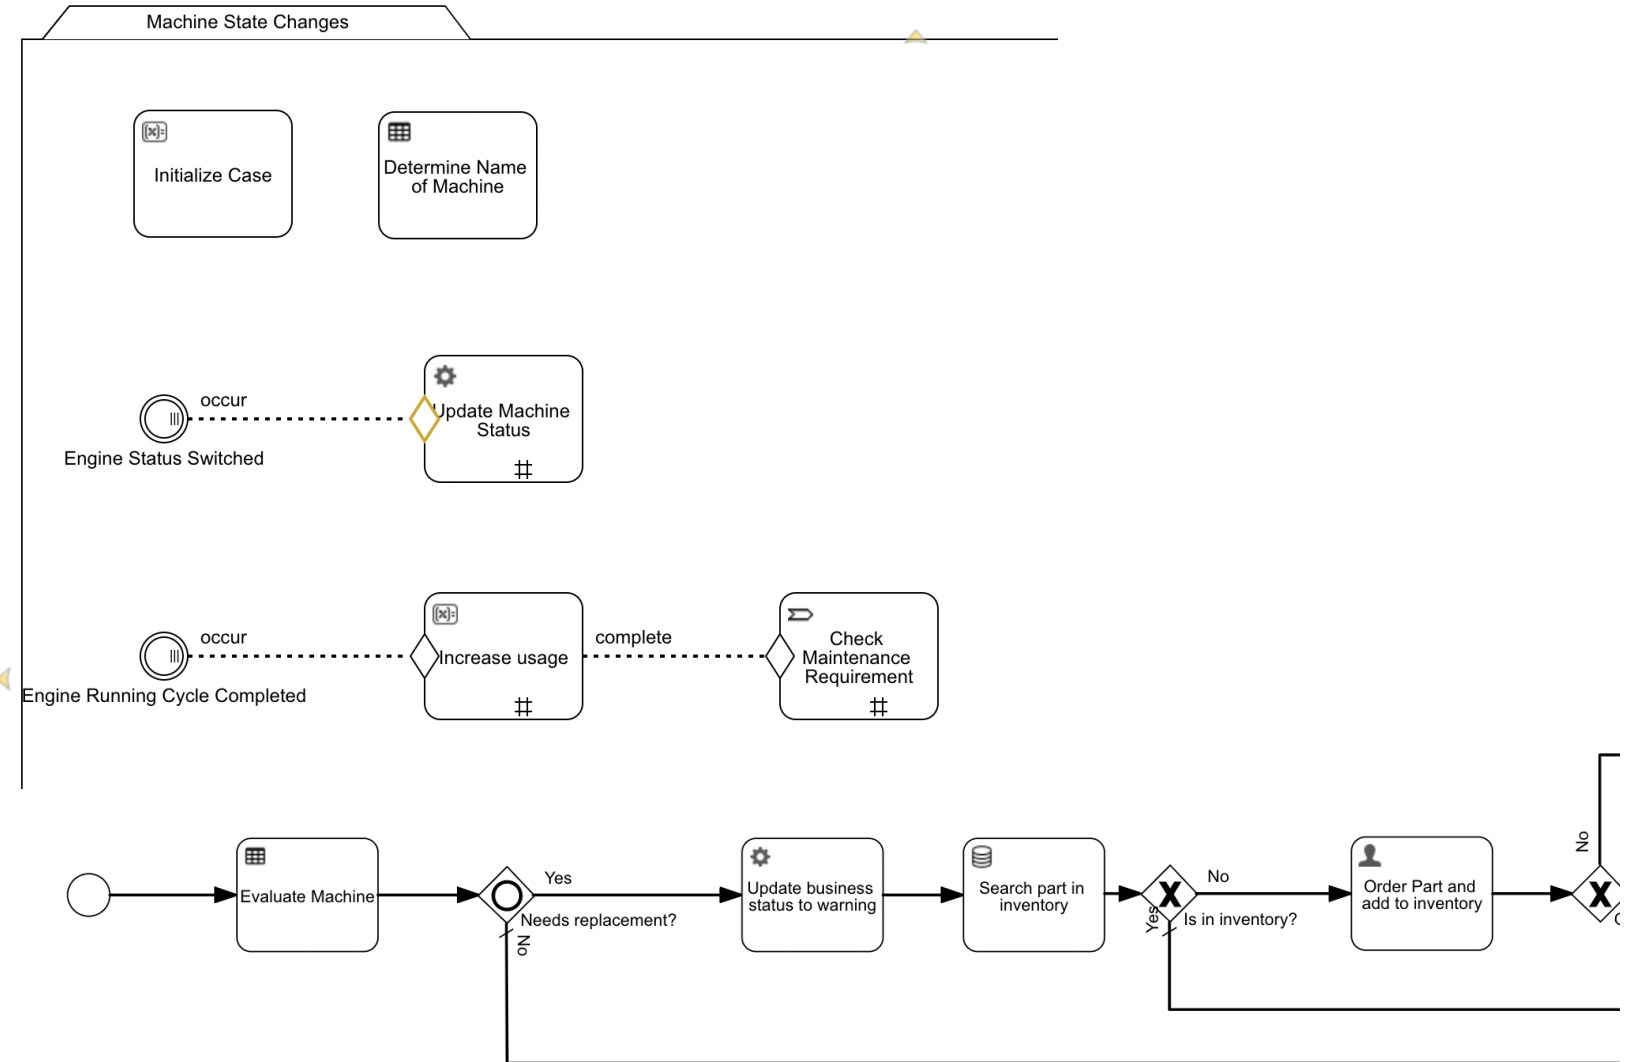 Machine State Changes
Initialize Case
Determine Name
of Machine
occur
Update Machine
Status
Engine Status Switched
occur
Increase usage
complete
Check
Maintenance
Requirement
Engine Running Cycle Completed
Evaluate Machine
Yes
Needs replacement?
No
Update business
status to warning
Search part in
inventory
No
Yes
Is in inventory?
Order Part and
add to inventory
No